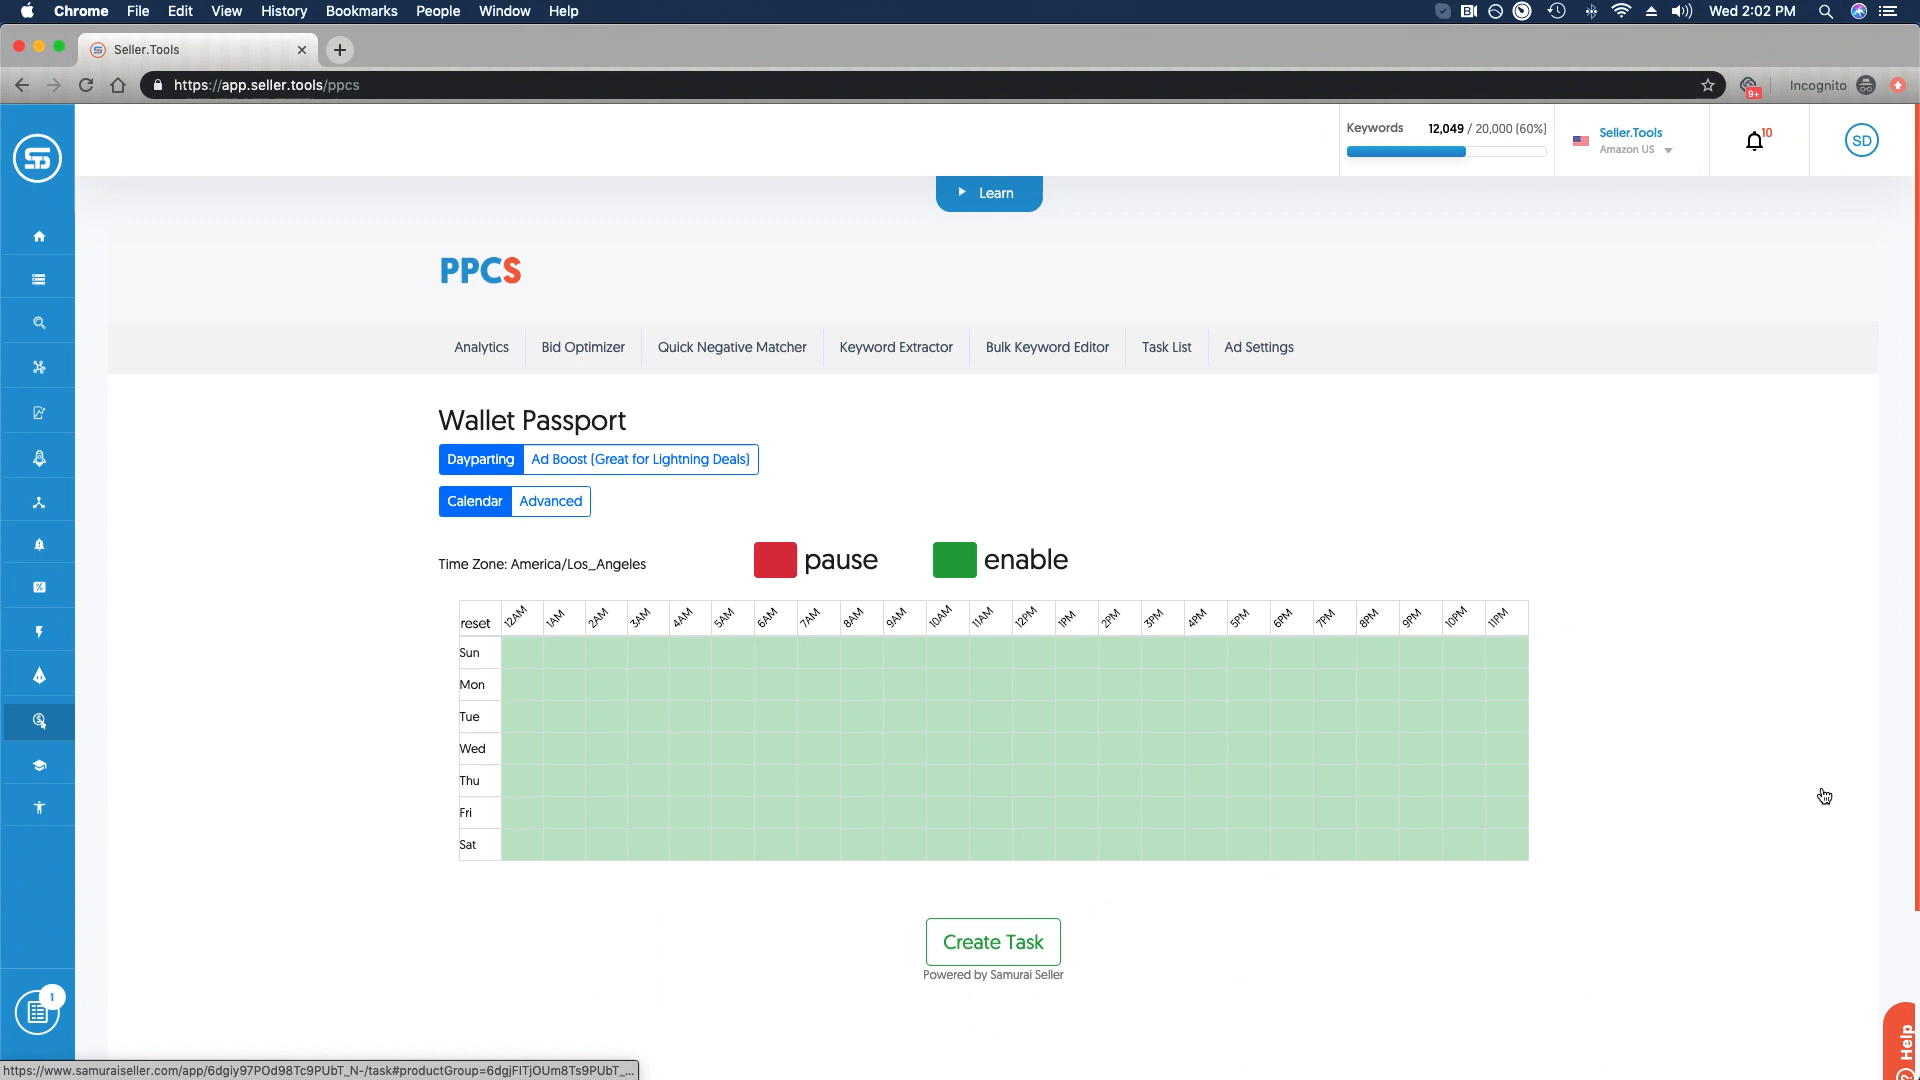 Chrome File Edit View History Bookmarks People Window Help Wed 2:02 PM
Seller.Tools
https://app.seller.tools/ppcs Incognito
9+
Keywords 12,049 / 20,000 (60%)
Seller.Tools
Amazon US
10
SD
Learn
PPCS
Analytics Bid Optimizer Quick Negative Matcher Keyword Extractor Bulk Keyword Editor Task List Ad Settings
Wallet Passport
Dayparting Ad Boost (Great for Lightning Deals)
Calendar Advanced
Time Zone: America/Los_Angeles pause enable
reset 12AM 1AM 2AM 3AM 4AM 5AM 6AM 7AM 8AM 9AM 10AM 11AM 12PM 1PM 2PM 3PM 4PM 5PM 6PM 7PM 8PM 9PM 10PM 11PM
Sun
Mon
Tue
Wed
Thu
Fri
Sat
Create Task
Powered by Samurai Seller
1
Help
https://www.samuraiseller.com/app/6dgiy97POd98Tc9PUbT_N-/task#productGroup=6dgjFITjOUm8Ts9PUbT_...